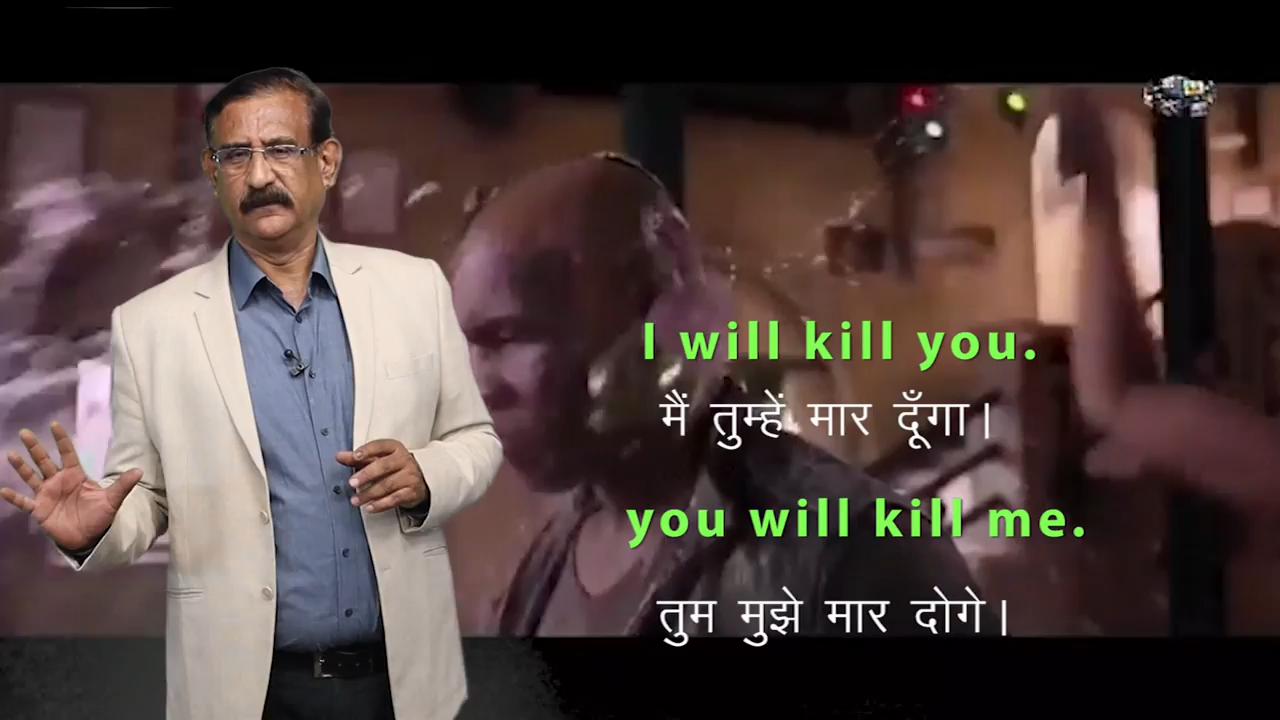 I will kill you.
मैं तुम्हें मार दूँगा।
you will kill me.
तुम मुझे मार दोगे।